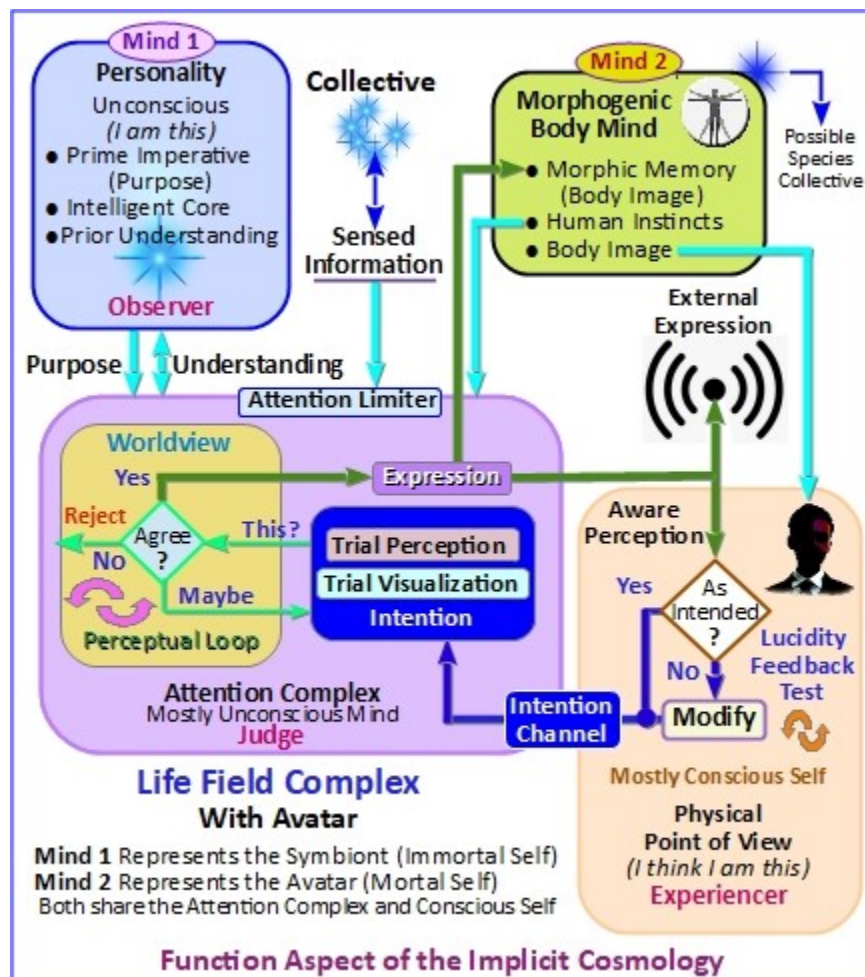 Mind 1
Personality
Unconscious
(I am this)
● Prime Imperative
(Purpose)
● Intelligent Core
● Prior Understanding
Observer
Collective
Sensed
Information
Mind 2
Morphogenic
Body Mind
● Morphic Memory
(Body Image)
● Human Instincts
● Body Image
Possible
Species
Collective
External
Expression
Purpose
Understanding
Attention Limiter
Worldview
Yes
Reject
Agree
?
No
Maybe
Perceptual Loop
This?
Expression
Trial Perception
Trial Visualization
Intention
Attention Complex
Mostly Unconscious Mind
Judge
Intention
Channel
Aware
Perception
Yes
As
Intended
?
No
Modify
Lucidity
Feedback
Test
Mostly Conscious Self
Physical
Point of View
(I think I am this)
Experiencer
Life Field Complex
With Avatar
Mind 1 Represents the Symbiont (Immortal Self)
Mind 2 Represents the Avatar (Mortal Self)
Both share the Attention Complex and Conscious Self
Function Aspect of the Implicit Cosmology